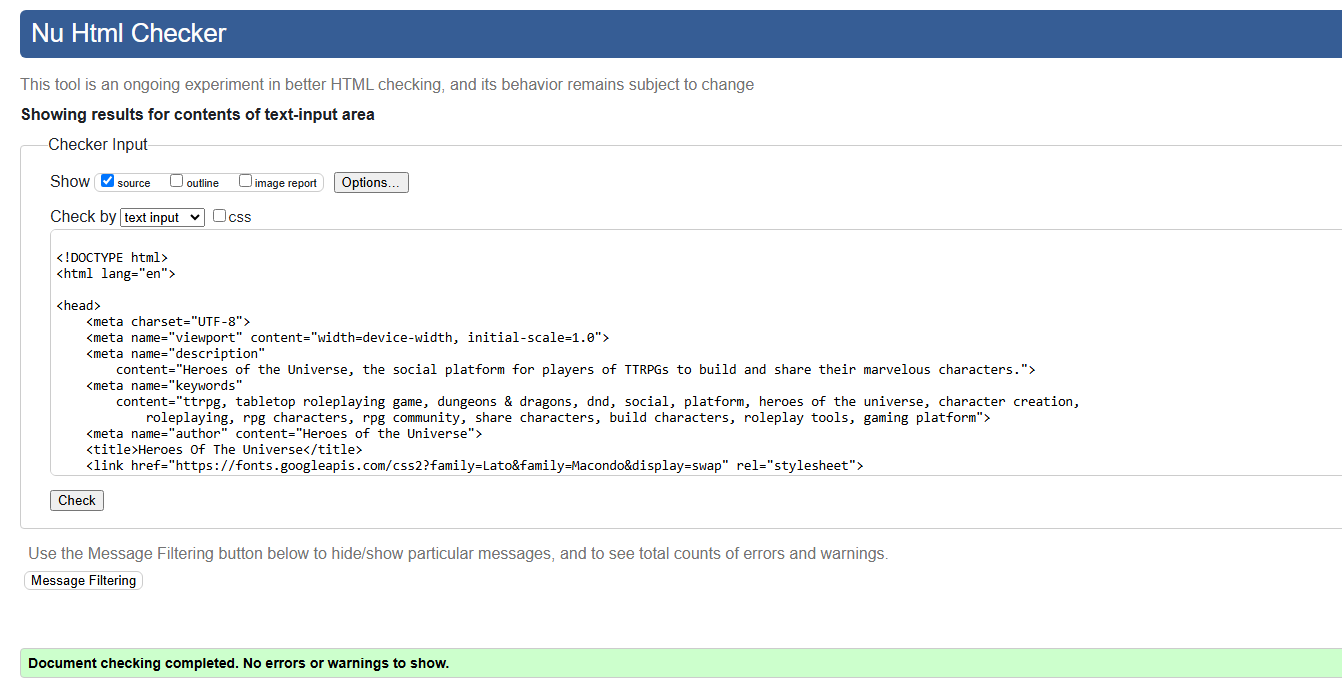 Nu Html Checker
This tool is an ongoing experiment in better HTML checking, and its behavior remains subject to change
Showing results for contents of text-input area
Checker Input
Show source outline image report Options...
Check by text input css
<!DOCTYPE html>
<html lang="en">
<head>
<meta charset="UTF-8">
<meta name="viewport" content="width=device-width, initial-scale=1.0">
<meta name="description"
content="Heroes of the Universe, the social platform for players of TTRPGs to build and share their marvelous characters.">
<meta name="keywords"
content="ttrpg, tabletop roleplaying game, dungeons & dragons, dnd, social, platform, heroes of the universe, character creation,
roleplaying, rpg characters, rpg community, share characters, build characters, roleplay tools, gaming platform">
<meta name="author" content="Heroes of the Universe">
<title>Heroes Of The Universe</title>
<link href="https://fonts.googleapis.com/css2?family=Lato&family=Macondo&display=swap" rel="stylesheet">
Check
Use the Message Filtering button below to hide/show particular messages, and to see total counts of errors and warnings.
Message Filtering
Document checking completed. No errors or warnings to show.